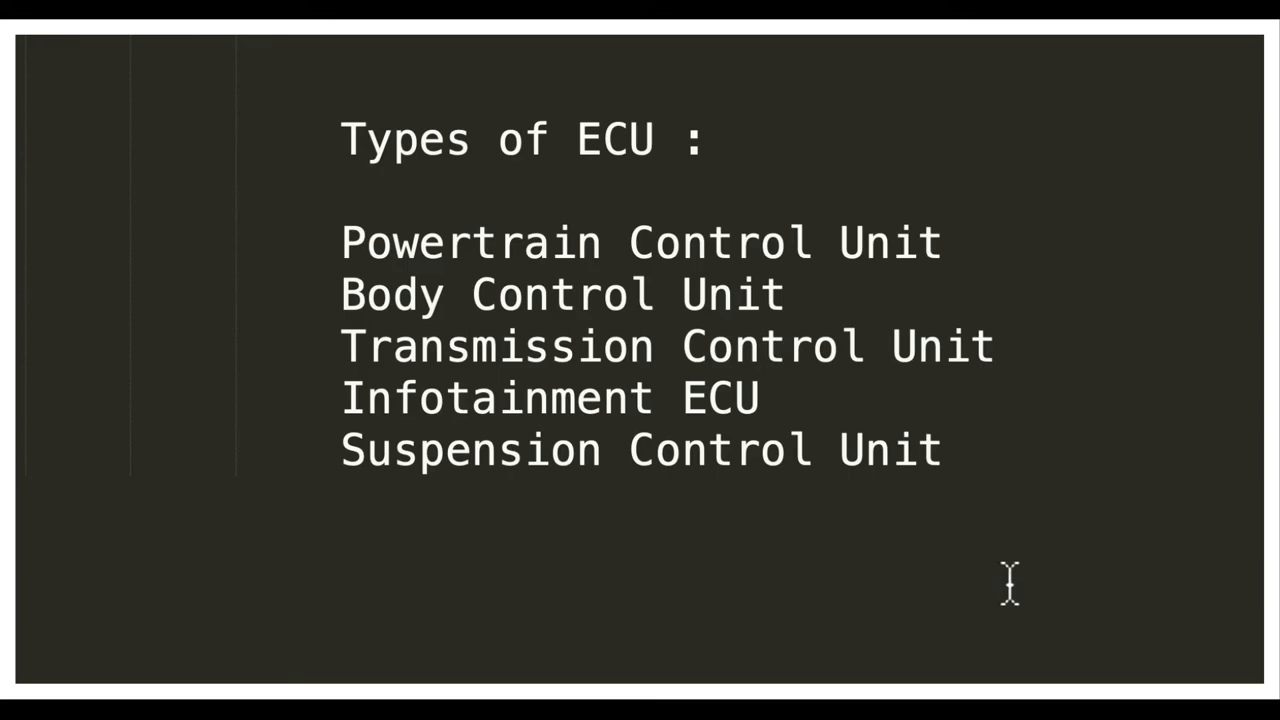 Types of ECU :
Powertrain Control Unit
Body Control Unit
Transmission Control Unit
Infotainment ECU
Suspension Control Unit